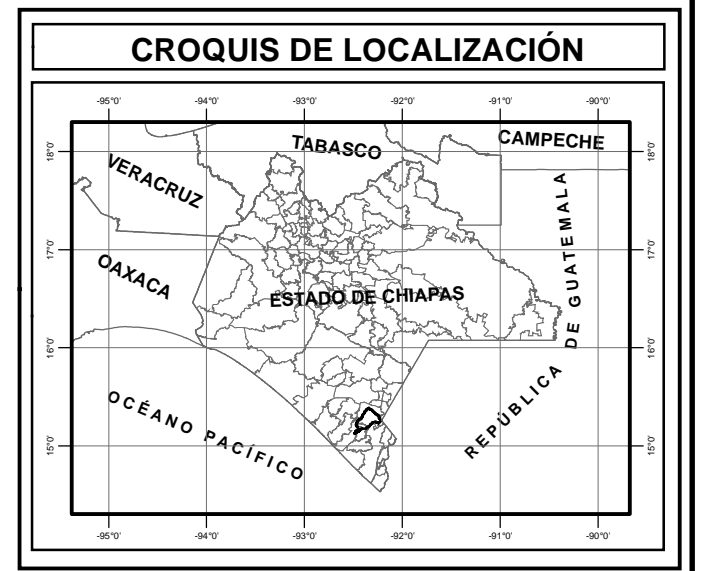 CROQUIS DE LOCALIZACIÓN
-95°0' -94°0' -93°0' -92°0' -91°0' -90°0'
TABASCO
CAMPECHE
18°0' 18°0'
VERACRUZ
17°0' 17°0'
OAXACA
ESTADO DE CHIAPAS
REPÚBLICA DE GUATEMALA
16°0' 16°0'
OCÉANO PACÍFICO
15°0' 15°0'
-95°0' -94°0' -93°0' -92°0' -91°0' -90°0'